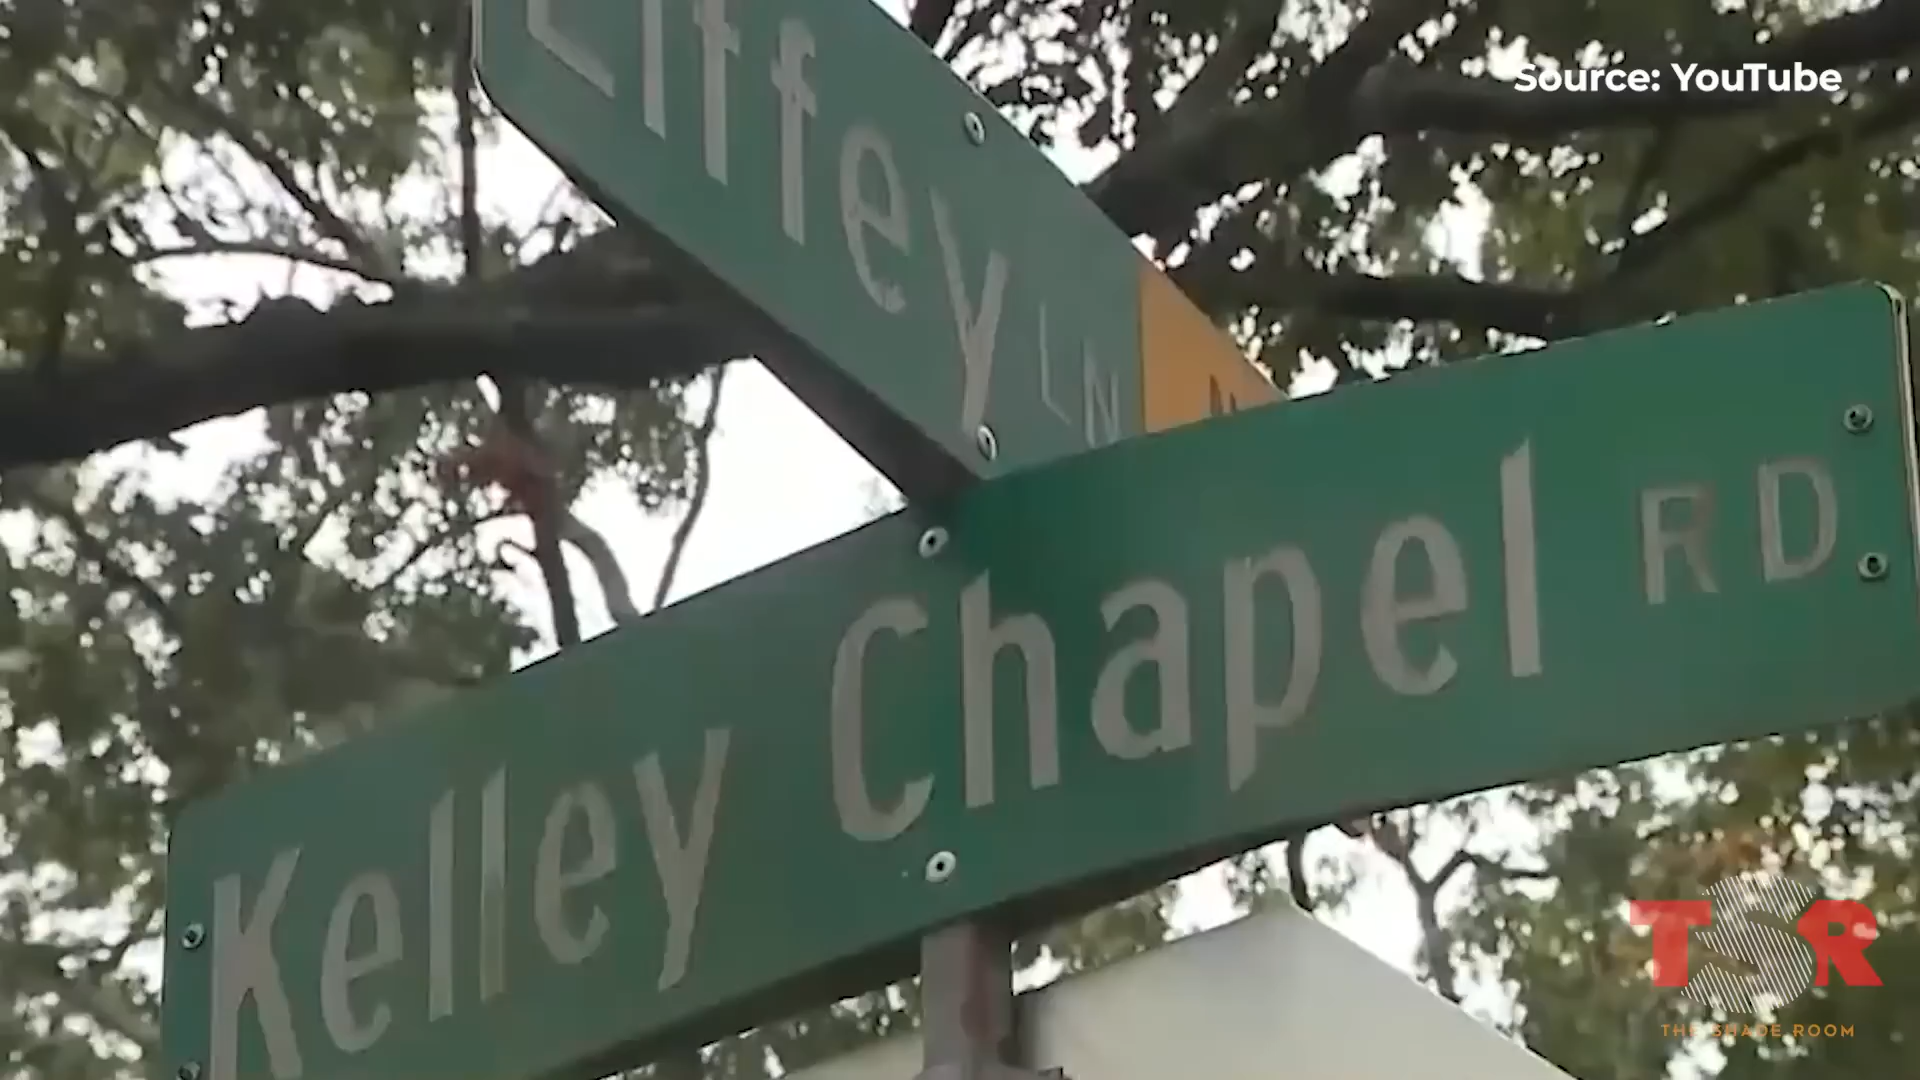 Source: YouTube
Liffey LN
Kelley Chapel RD
TSR
THE SHADE ROOM